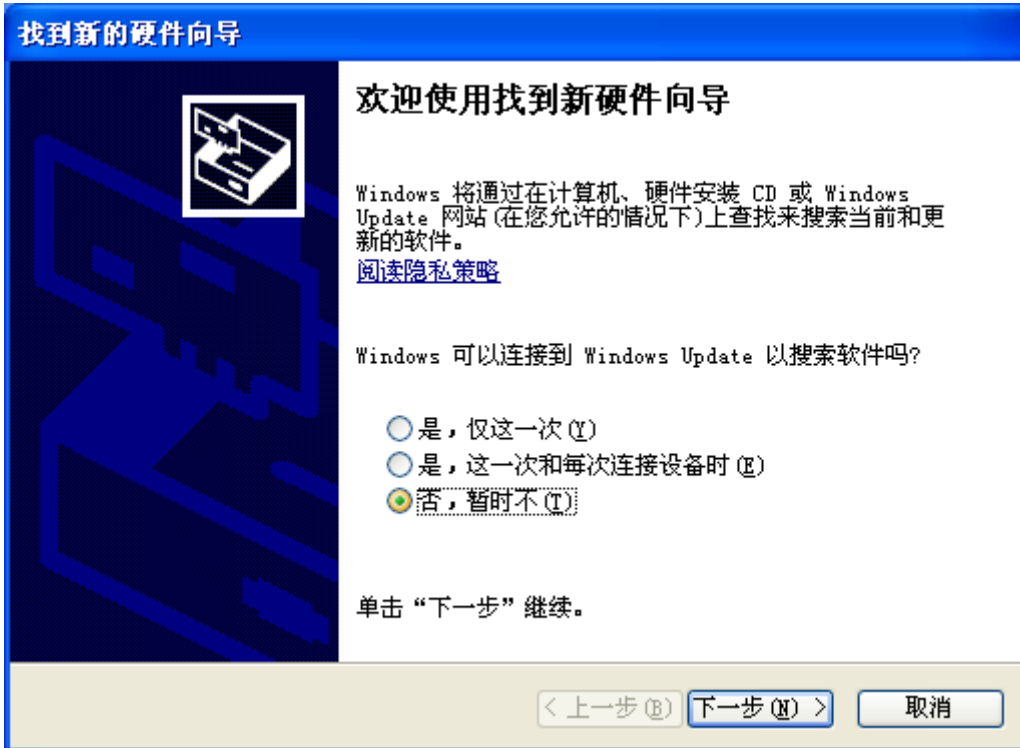 找到新的硬件向导
欢迎使用找到新硬件向导
Windows 将通过在计算机、硬件安装 CD 或 Windows
Update 网站(在您允许的情况下)上查找来搜索当前和更
新的软件。
阅读隐私策略
Windows 可以连接到 Windows Update 以搜索软件吗?
是，仅这一次(Y)
是，这一次和每次连接设备时(E)
否，暂时不(T)
单击“下一步”继续。
< 上一步(B) 下一步(N) > 取消